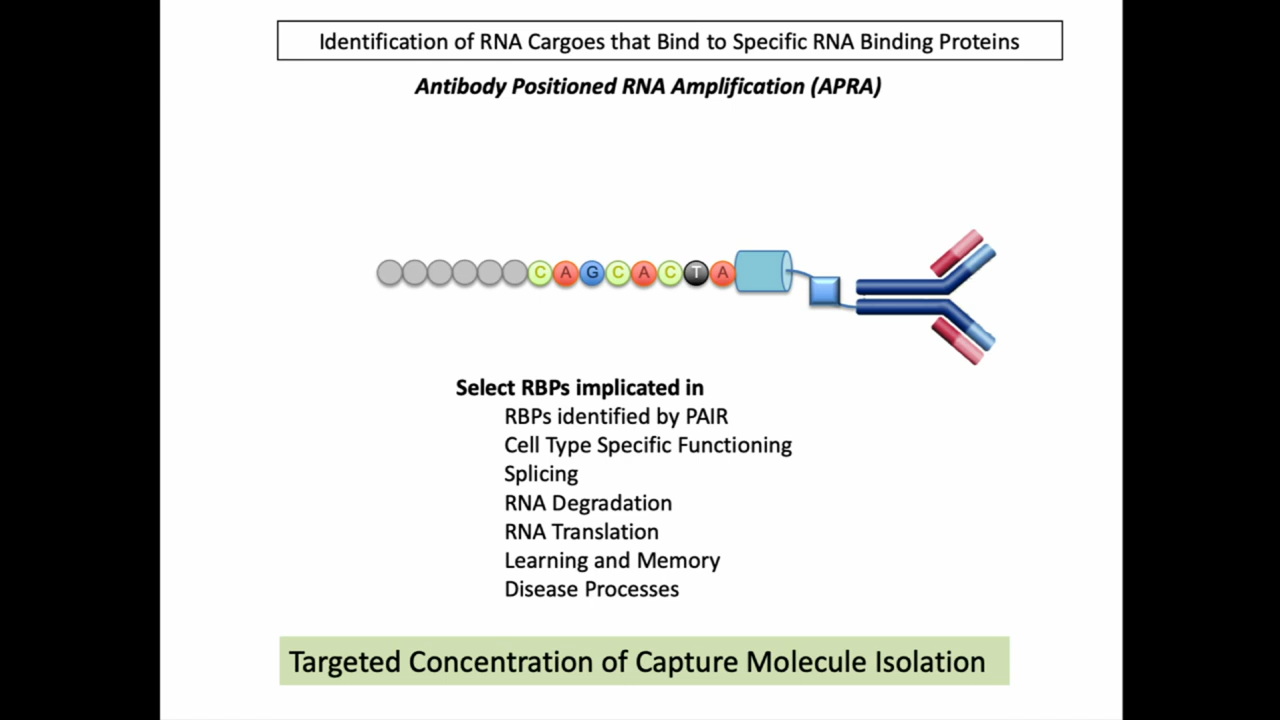 Identification of RNA Cargoes that Bind to Specific RNA Binding Proteins
Antibody Positioned RNA Amplification (APRA)
C A G C A C T A
Select RBPs implicated in
RBPs identified by PAIR
Cell Type Specific Functioning
Splicing
RNA Degradation
RNA Translation
Learning and Memory
Disease Processes
Targeted Concentration of Capture Molecule Isolation